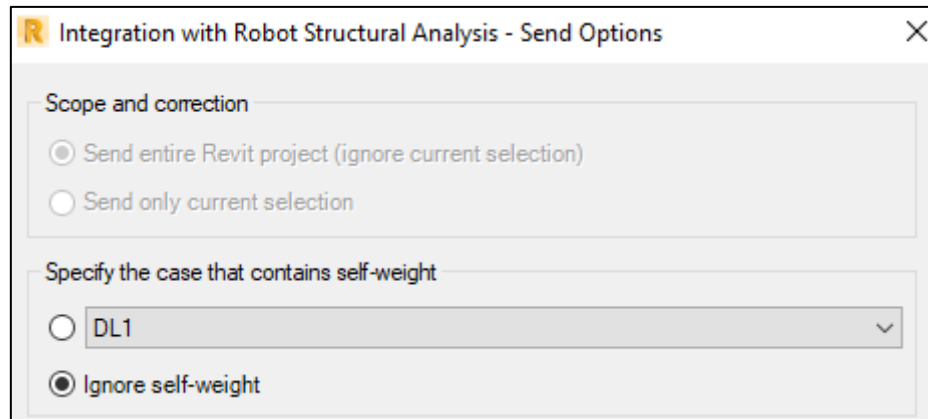 R Integration with Robot Structural Analysis - Send Options
Scope and correction
Send entire Revit project (ignore current selection)
Send only current selection
Specify the case that contains self-weight
DL1
Ignore self-weight